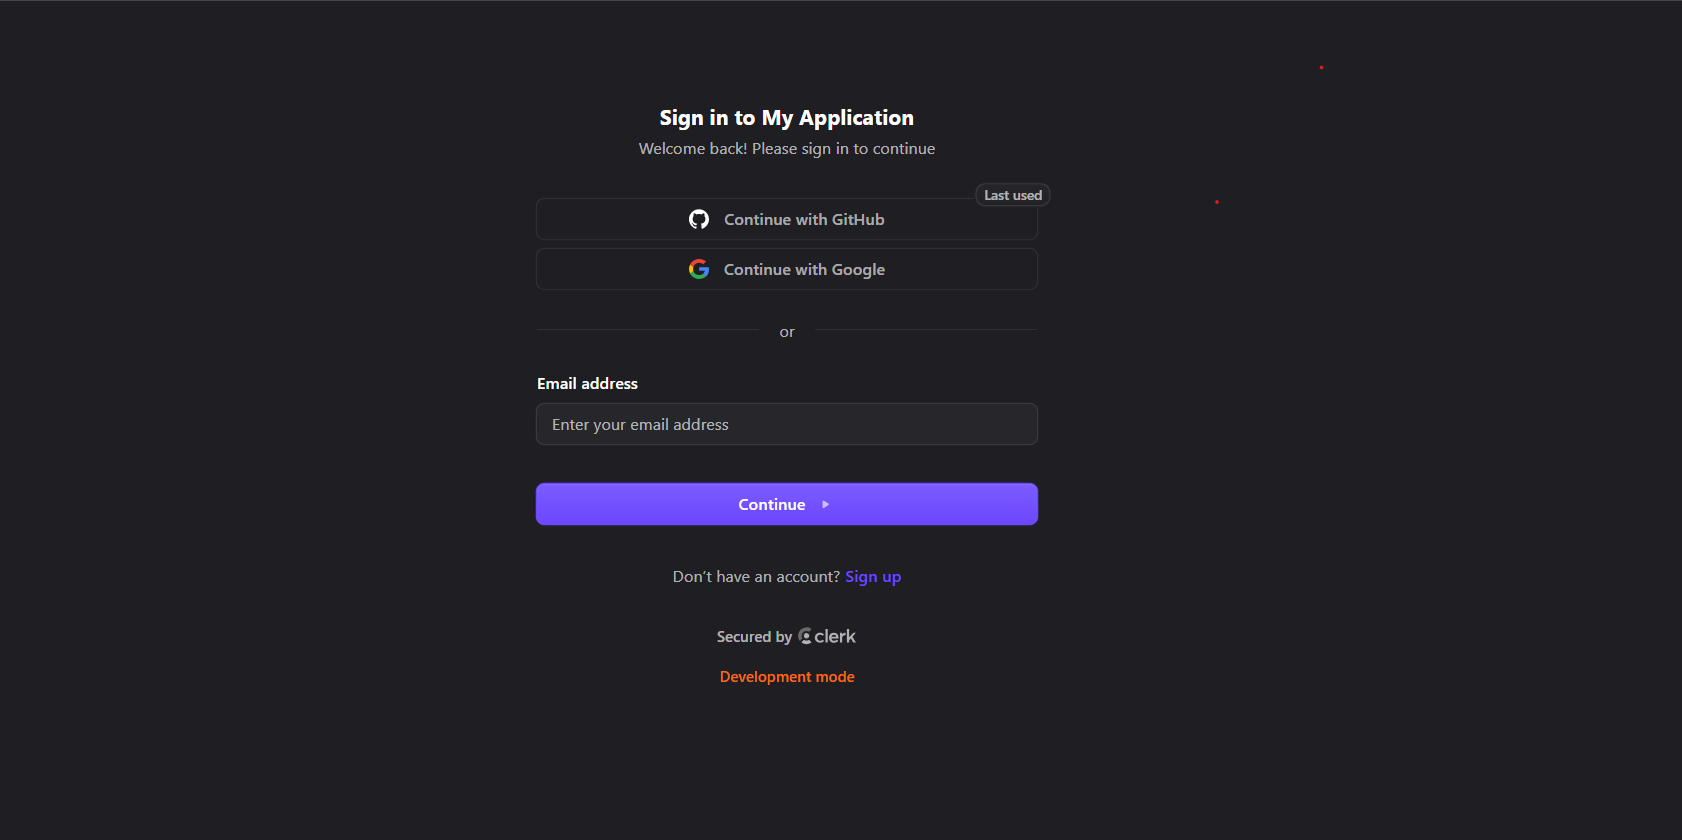 Sign in to My Application
Welcome back! Please sign in to continue
Last used
Continue with GitHub
Continue with Google
or
Email address
Enter your email address
Continue
Don’t have an account? Sign up
Secured by clerk
Development mode